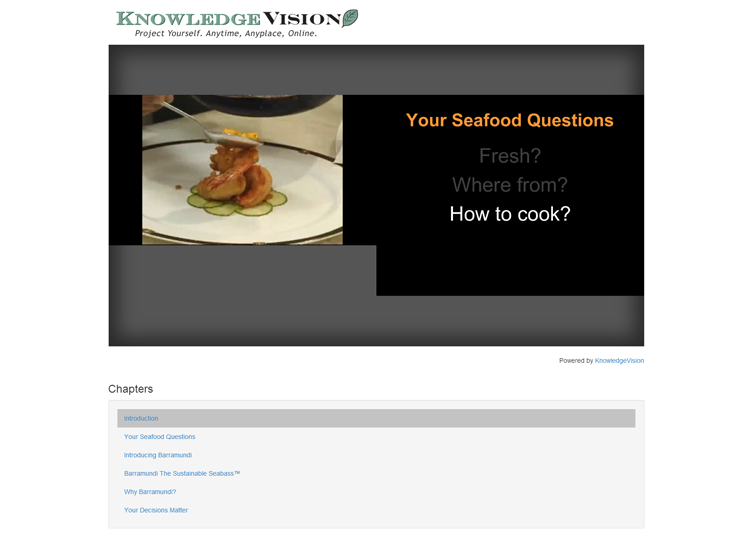 KNOWLEDGEVISION
Project Yourself. Anytime, Anyplace, Online.
Your Seafood Questions
Fresh?
Where from?
How to cook?
Powered by KnowledgeVision
Chapters
Introduction
Your Seafood Questions
Introducing Barramundi
Barramundi The Sustainable Seabass™
Why Barramundi?
Your Decisions Matter